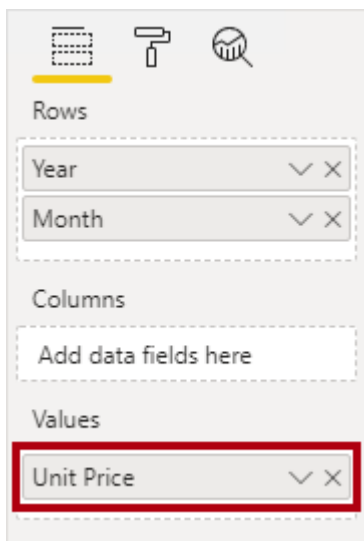 Rows
Year
Month
Columns
Add data fields here
Values
Unit Price